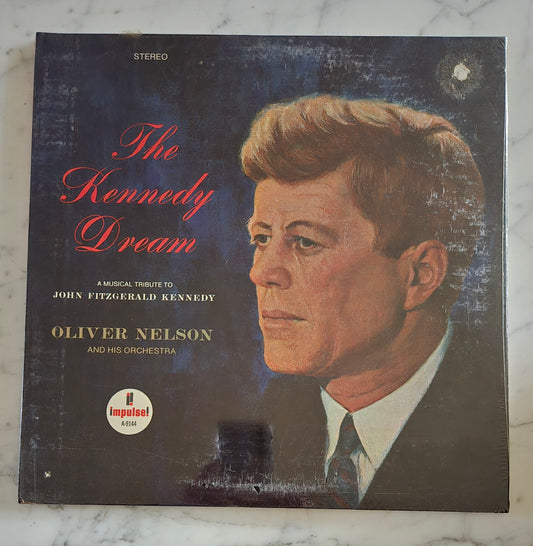 STEREO
The
Kennedy
Dream
A MUSICAL TRIBUTE TO
JOHN FITZGERALD KENNEDY
OLIVER NELSON
AND HIS ORCHESTRA
impulse!
A-9144